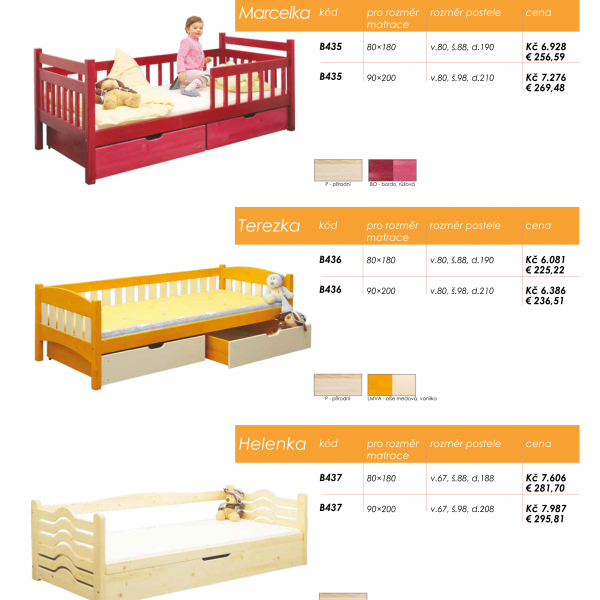 Marcelka kód pro rozměr matrace rozměr postele cena
B435 80×180 v.80, š.88, d.190 Kč 6.928
€ 256,59
B435 90×200 v.80, š.98, d.210 Kč 7.276
€ 269,48
P - přírodní BO - bordo, růžová
Terezka kód pro rozměr matrace rozměr postele cena
B436 80×180 v.80, š.88, d.190 Kč 6.081
€ 225,22
B436 90×200 v.80, š.98, d.210 Kč 6.386
€ 236,51
P - přírodní LMVA - olše medová, vanilka
Helenka kód pro rozměr matrace rozměr postele cena
B437 80×180 v.67, š.88, d.188 Kč 7.606
€ 281,70
B437 90×200 v.67, š.98, d.208 Kč 7.987
€ 295,81